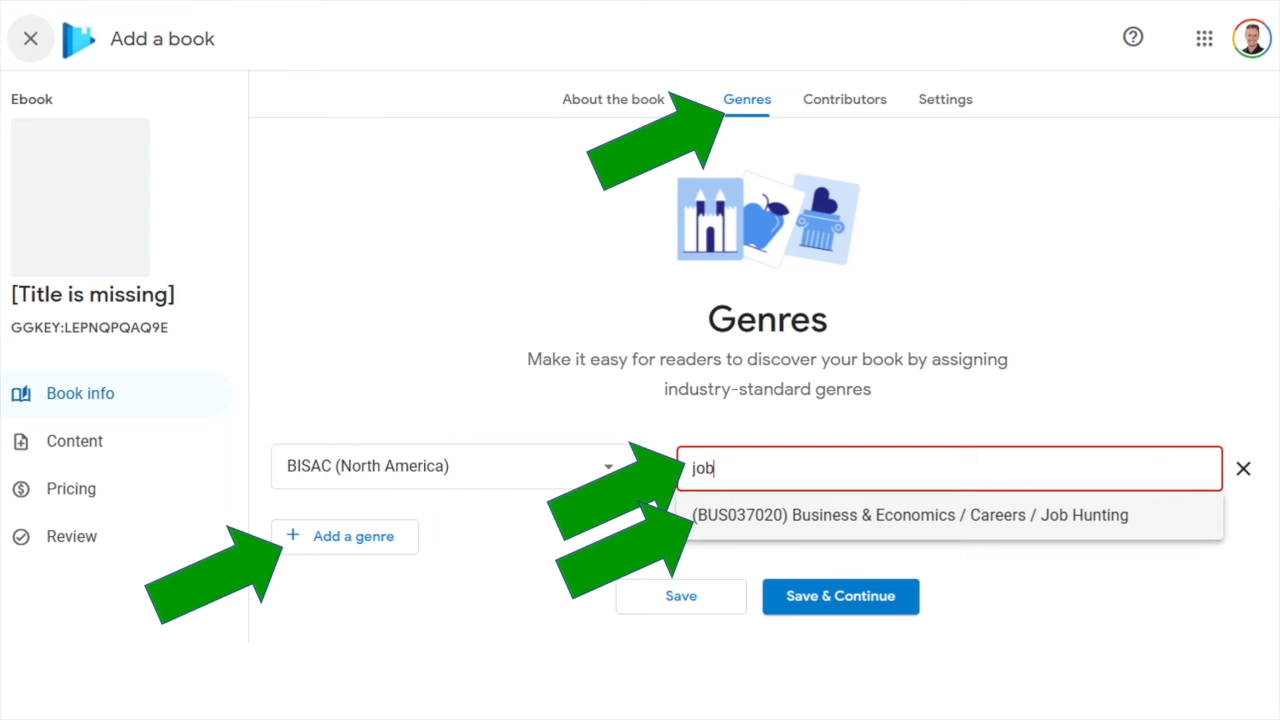 Add a book
Ebook
About the book
Genres
Contributors
Settings
[Title is missing]
GGKEY:LEPNQPQAQ9E
Genres
Make it easy for readers to discover your book by assigning
industry-standard genres
Book info
Content
Pricing
Review
BISAC (North America)
job
(BUS037020) Business & Economics / Careers / Job Hunting
+ Add a genre
Save
Save & Continue